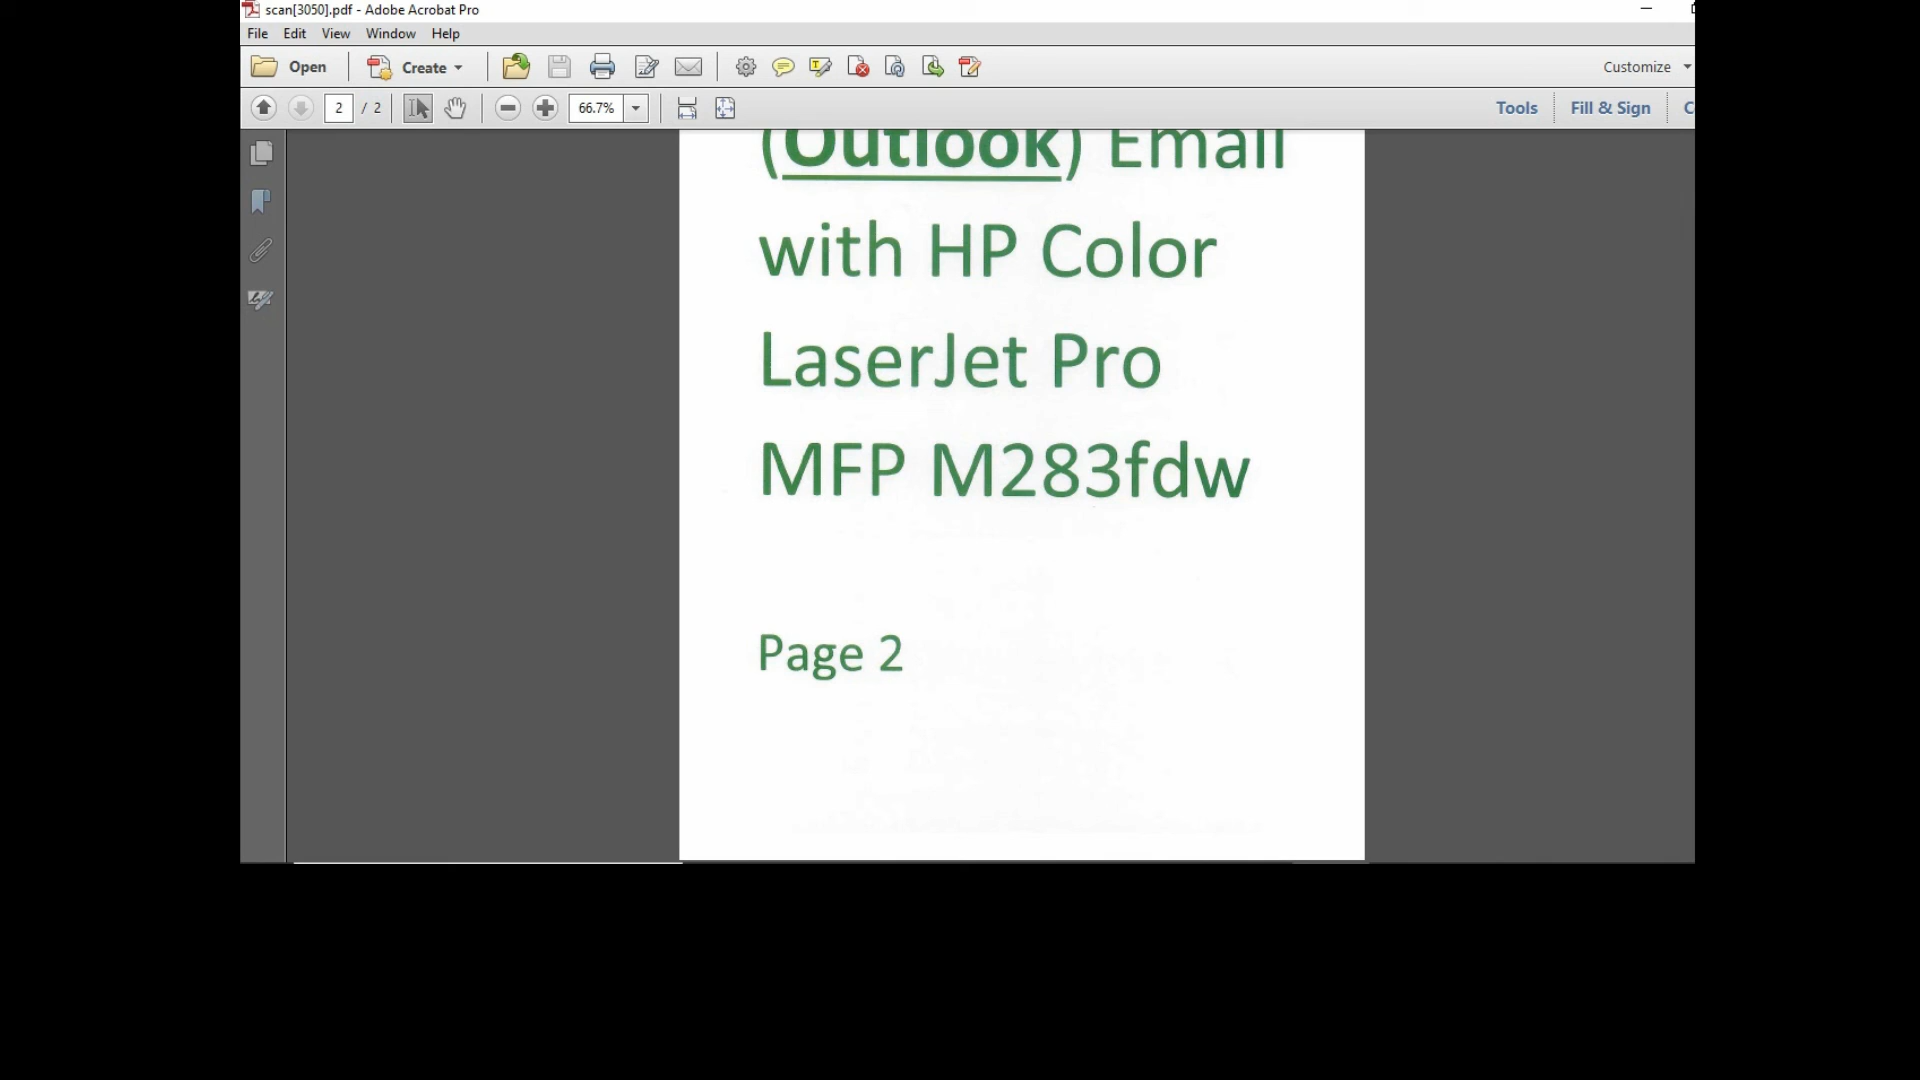 scan[3050].pdf - Adobe Acrobat Pro
File Edit View Window Help
Open Create Customize
2 / 2 66.7% Tools Fill & Sign C
(Outlook) Email
with HP Color
LaserJet Pro
MFP M283fdw
Page 2